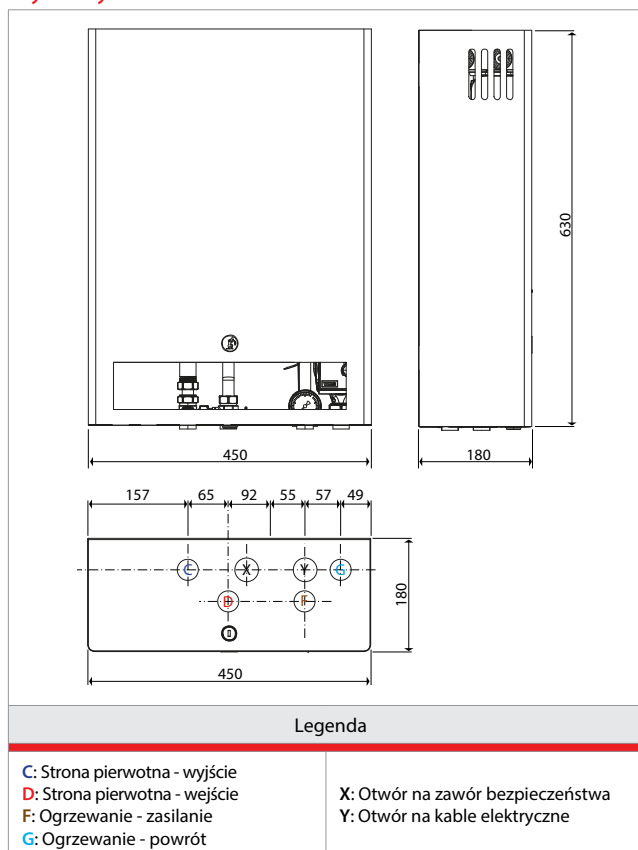 630
450
180
157 65 92 55 57 49
C X Y G
D F
180
450
Legenda
C: Strona pierwotna - wyjście
D: Strona pierwotna - wejście
F: Ogrzewanie - zasilanie
G: Ogrzewanie - powrót
X: Otwór na zawór bezpieczeństwa
Y: Otwór na kable elektryczne